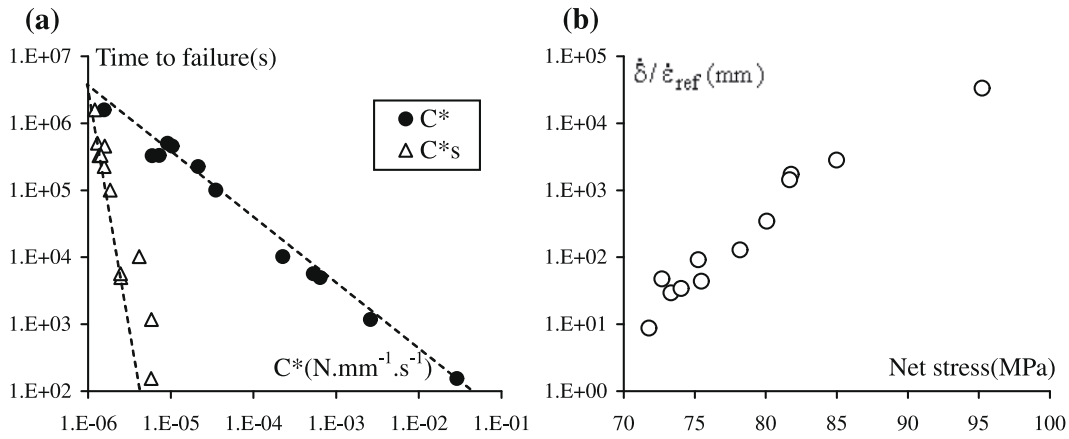 (a)
Time to failure(s)
1.E+07
1.E+06
1.E+05
1.E+04
1.E+03
1.E+02
C*
C*s
C*(N.mm⁻¹.s⁻¹)
1.E-06 1.E-05 1.E-04 1.E-03 1.E-02 1.E-01
(b)
δ̇/ε̇ref(mm)
1.E+05
1.E+04
1.E+03
1.E+02
1.E+01
1.E+00
Net stress(MPa)
70 75 80 85 90 95 100